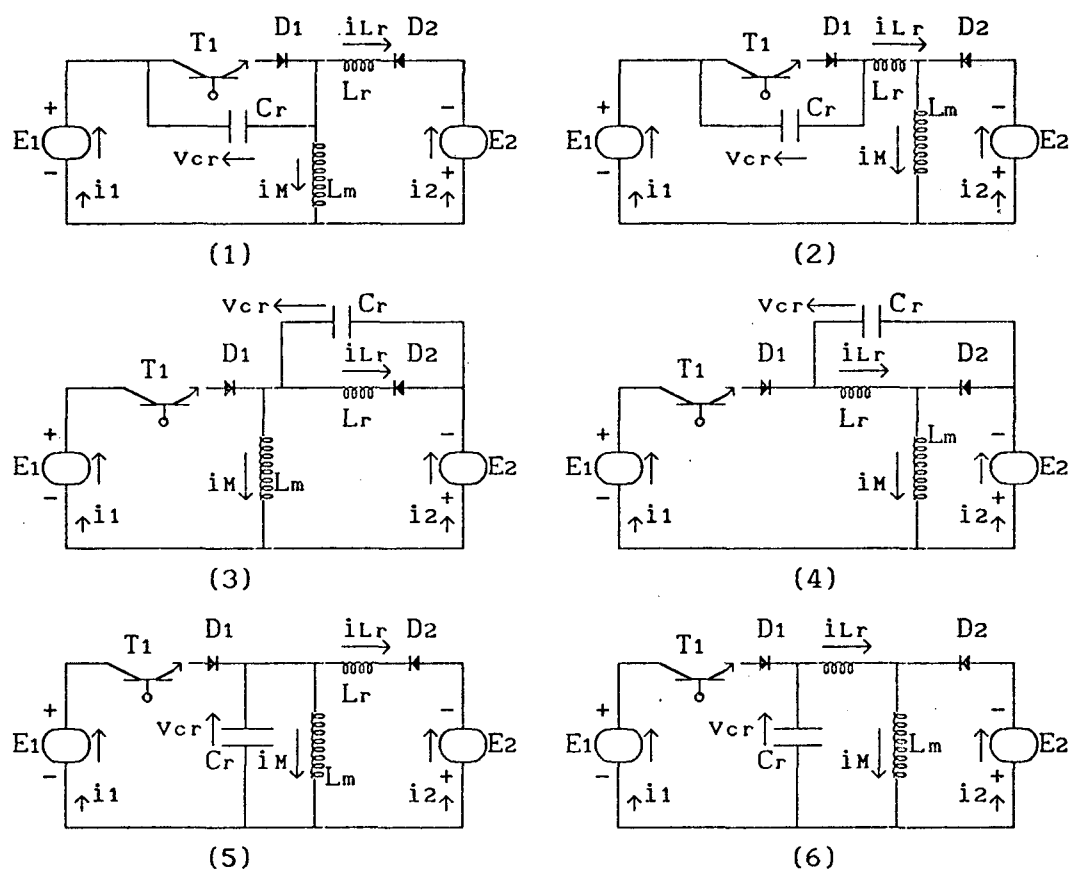 T1 D1 iLr D2
+ Cr Lr −
E1 Vcr iM Lm E2
− i1 i2 +
(1)
T1 D1 iLr D2
+ Cr Lr Lm −
E1 Vcr iM E2
− i1 i2 +
(2)
Vcr Cr
T1 D1 iLr D2
+ Lr −
E1 iM Lm E2
− i1 i2 +
(3)
Vcr Cr
T1 D1 iLr D2
+ Lr Lm −
E1 iM E2
− i1 i2 +
(4)
T1 D1 iLr D2
+ Lr −
E1 Vcr Cr iM Lm E2
− i1 i2 +
(5)
T1 D1 iLr D2
+ −
E1 Vcr Cr iM Lm E2
− i1 i2 +
(6)